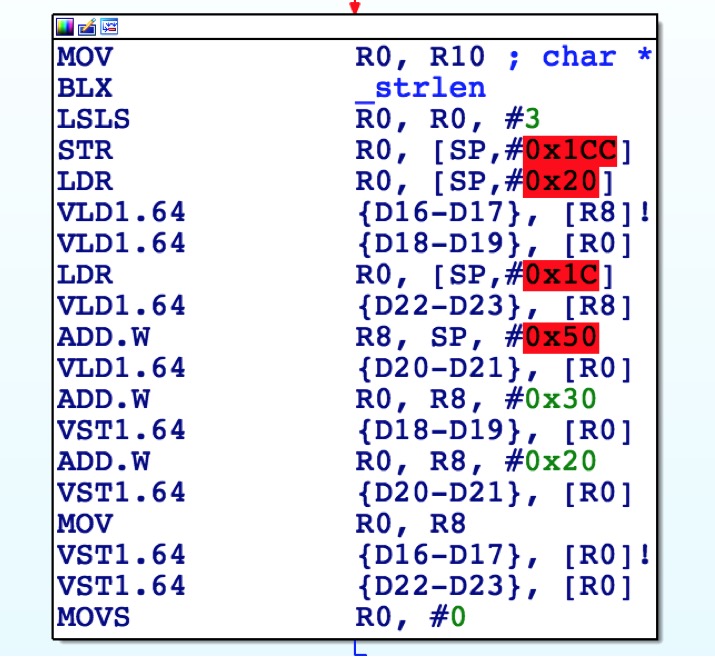 MOV R0, R10 ; char *
BLX _strlen
LSLS R0, R0, #3
STR R0, [SP,#0x1CC]
LDR R0, [SP,#0x20]
VLD1.64 {D16-D17}, [R8]!
VLD1.64 {D18-D19}, [R0]
LDR R0, [SP,#0x1C]
VLD1.64 {D22-D23}, [R8]
ADD.W R8, SP, #0x50
VLD1.64 {D20-D21}, [R0]
ADD.W R0, R8, #0x30
VST1.64 {D18-D19}, [R0]
ADD.W R0, R8, #0x20
VST1.64 {D20-D21}, [R0]
MOV R0, R8
VST1.64 {D16-D17}, [R0]!
VST1.64 {D22-D23}, [R0]
MOVS R0, #0